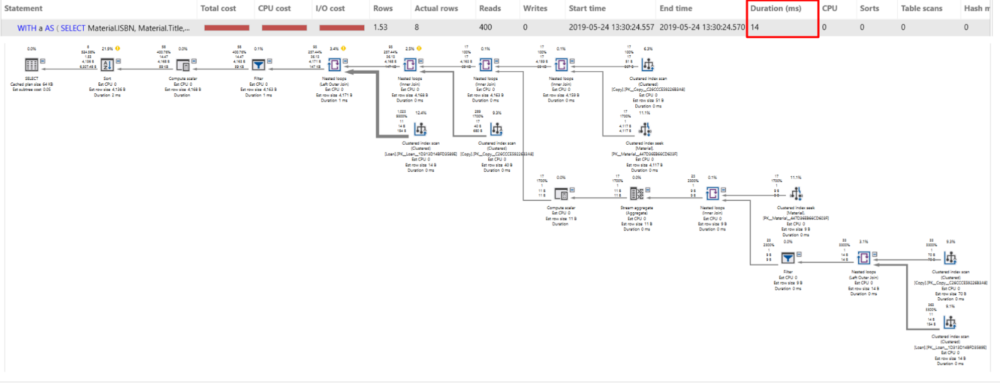 Statement Total cost CPU cost I/O cost Rows Actual rows Reads Writes Start time End time Duration (ms) CPU Sorts Table scans Hash m
WITH a AS ( SELECT Material.ISBN, Material.Title,... 1.53 8 400 0 2019-05-24 13:30:24.557 2019-05-24 13:30:24.570 14 0 0 0 0
0.0%
SELECT
Cached plan size 64 KB
Est subtree cost 0.05
8
524.56%
1.53
4,136 B
21.9%
Sort
Est CPU 0
Est row size 4,136 B
Duration 2 ms
58
400.76%
14.47
4,168 B
59 KB
0.0%
Compute scalar
Est CPU 0
Est row size 4,168 B
Duration
58
400.76%
14.47
4,163 B
59 KB
0.1%
Filter
Est CPU 0
Est row size 4,163 B
Duration 1 ms
95
257.44%
36.13
4,171 B
147 KB
3.4%
Nested loops
(Left Outer Join)
Est CPU 0
Est row size 4,171 B
Duration 1 ms
95
257.44%
36.13
4,168 B
2.5%
Nested loops
(Inner Join)
Est CPU 0
Est row size 4,168 B
Duration 0 ms
17
100%
17
4,163 B
0.1%
Nested loops
(Inner Join)
Est CPU 0
Est row size 4,163 B
Duration 0 ms
17
100%
17
4,159 B
0.1%
Nested loops
(Inner Join)
Est CPU 0
Est row size 4,159 B
Duration 0 ms
17
100%
17
51 B
6.3%
Clustered index scan
(Clustered)
[Copy].[PK__Copy__C26CCCE59226B3A8]
Est CPU 0
Est row size 51 B
Duration 0 ms
1,023
9300%
11
14 B
154 B
12.4%
Clustered index scan
(Clustered)
[Loan].[PK__Loan__1D313D14BFD3589E]
Est CPU 0
Est row size 14 B
Duration 0 ms
289
1700%
17
40 B
680 B
9.3%
Clustered index scan
(Clustered)
[Copy].[PK__Copy__C26CCCE59226B3A8]
Est CPU 0
Est row size 40 B
Duration 0 ms
17
1700%
1
4,117 B
4,117 B
11.1%
Clustered index seek
[Material].
[PK__Material__447D36EB66CD603F]
Est CPU 0
Est row size 4,117 B
Duration 0 ms
17
1700%
1
11 B
11 B
0.0%
Compute scalar
Est CPU 0
Est row size 11 B
Duration
17
1700%
1
11 B
11 B
0.0%
Stream aggregate
(Aggregate)
Est CPU 0
Est row size 11 B
Duration 0 ms
23
2300%
1
9 B
9 B
0.1%
Nested loops
(Inner Join)
Est CPU 0
Est row size 9 B
Duration 0 ms
17
1700%
1
9 B
9 B
11.1%
Clustered index seek
[Material].
[PK__Material__447D36EB66CD603F]
Est CPU 0
Est row size 9 B
Duration 0 ms
23
2300%
1
9 B
9 B
0.0%
Filter
Est CPU 0
Est row size 9 B
Duration 0 ms
33
3300%
1
14 B
14 B
3.1%
Nested loops
(Left Outer Join)
Est CPU 0
Est row size 14 B
Duration 0 ms
33
3300%
1
70 B
70 B
9.3%
Clustered index scan
(Clustered)
[Copy].[PK__Copy__C26CCCE59226B3A8]
Est CPU 0
Est row size 70 B
Duration 0 ms
363
3300%
11
14 B
154 B
9.1%
Clustered index scan
(Clustered)
[Loan].[PK__Loan__1D313D14BFD3589E]
Est CPU 0
Est row size 14 B
Duration 0 ms